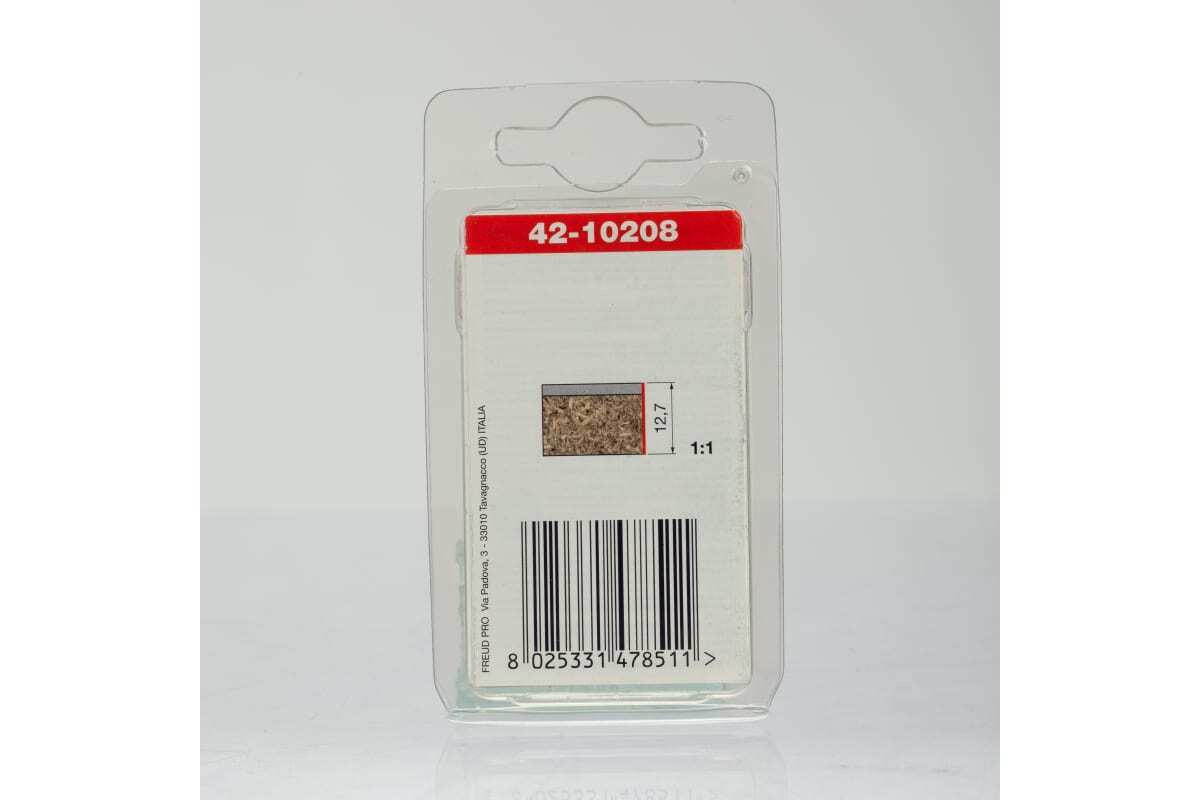 42-10208
12,7
1:1
FREUD PRO Via Padova, 3 - 33010 Tavagnacco (UD) ITALIA
8 025331 478511 >